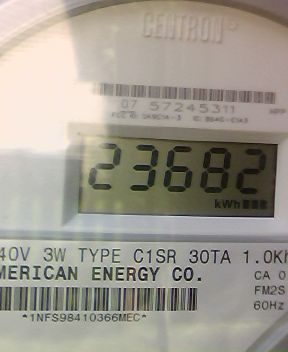 CENTRON
07 57245311
23682
kWh
40V 3W TYPE C1SR 30TA 1.0Kh
MERICAN ENERGY CO.
CA 0
FM2S
60Hz
*1NFS98410366MEC*